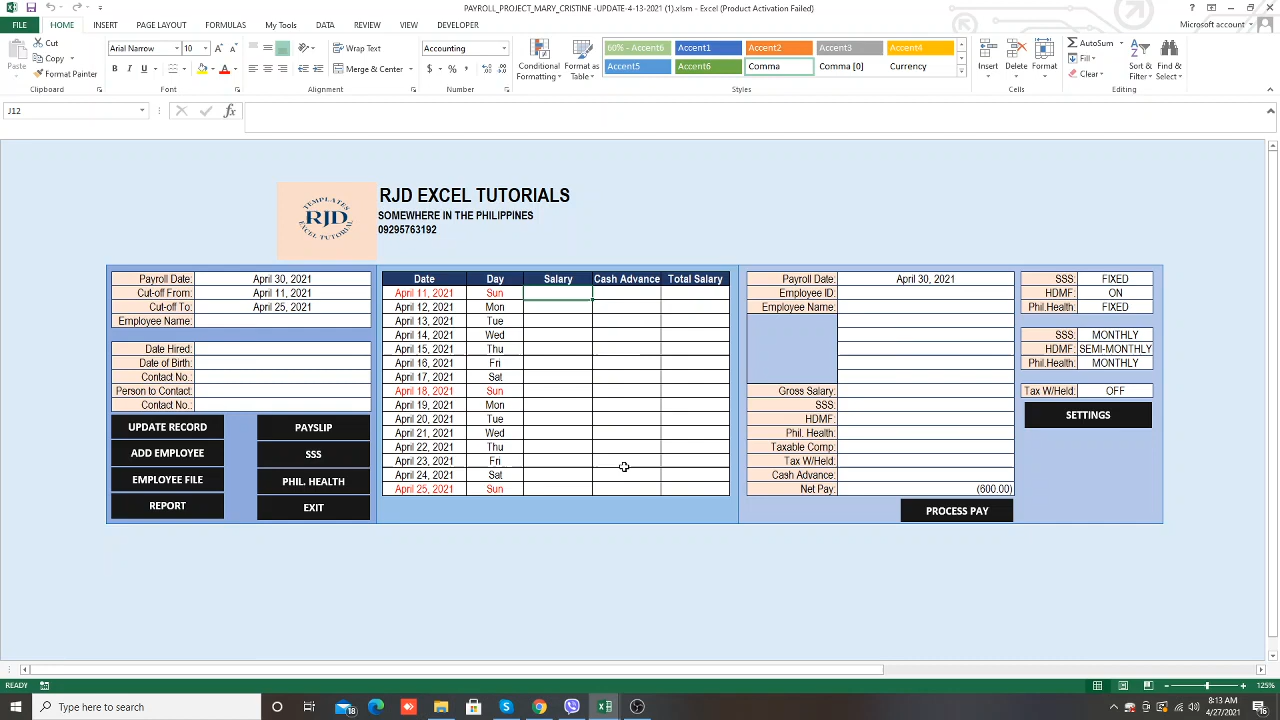 PAYROLL_PROJECT_MARY_CRISTINE -UPDATE-4-13-2021 (1).xlsm - Excel (Product Activation Failed)
FILE HOME INSERT PAGE LAYOUT FORMULAS My Tools DATA REVIEW VIEW DEVELOPER Microsoft account
Paste Cut Copy Format Painter Clipboard
Arial Narrow 10 B I U Font
Wrap Text Merge & Center Alignment
Accounting $ % Number
Conditional Formatting Format as Table
60% - Accent6 Accent1 Accent2 Accent3 Accent4
Accent5 Accent6 Comma Comma [0] Currency
Styles
Insert Delete Format Cells
AutoSum Fill Clear Sort & Filter Find & Select Editing
J12 fx
TEMPLATES RJD EXCEL TUTORIAL
RJD EXCEL TUTORIALS
SOMEWHERE IN THE PHILIPPINES
09295763192
Payroll Date: April 30, 2021
Cut-off From: April 11, 2021
Cut-off To: April 25, 2021
Employee Name:
Date Hired:
Date of Birth:
Contact No.:
Person to Contact:
Contact No.:
UPDATE RECORD PAYSLIP
ADD EMPLOYEE SSS
EMPLOYEE FILE PHIL. HEALTH
REPORT EXIT
Date Day Salary Cash Advance Total Salary
April 11, 2021 Sun
April 12, 2021 Mon
April 13, 2021 Tue
April 14, 2021 Wed
April 15, 2021 Thu
April 16, 2021 Fri
April 17, 2021 Sat
April 18, 2021 Sun
April 19, 2021 Mon
April 20, 2021 Tue
April 21, 2021 Wed
April 22, 2021 Thu
April 23, 2021 Fri
April 24, 2021 Sat
April 25, 2021 Sun
Payroll Date: April 30, 2021
Employee ID:
Employee Name:
Gross Salary:
SSS:
HDMF:
Phil. Health:
Taxable Comp:
Tax W/Held:
Cash Advance:
Net Pay: (600.00)
PROCESS PAY
SSS: FIXED
HDMF: ON
Phil.Health: FIXED
SSS: MONTHLY
HDMF: SEMI-MONTHLY
Phil.Health: MONTHLY
Tax W/Held: OFF
SETTINGS
READY 125%
Type here to search
8:13 AM
4/27/2021